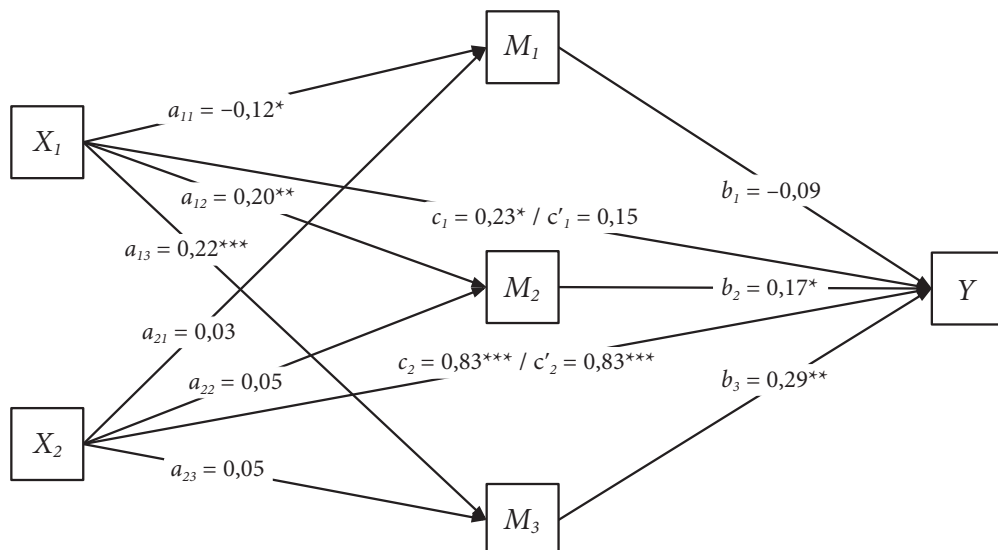 M₁
a₁₁ = –0,12*
X₁
a₁₂ = 0,20**
b₁ = –0,09
c₁ = 0,23* / c′₁ = 0,15
a₁₃ = 0,22***
M₂
b₂ = 0,17*
Y
a₂₁ = 0,03
c₂ = 0,83*** / c′₂ = 0,83***
a₂₂ = 0,05
b₃ = 0,29**
X₂
a₂₃ = 0,05
M₃